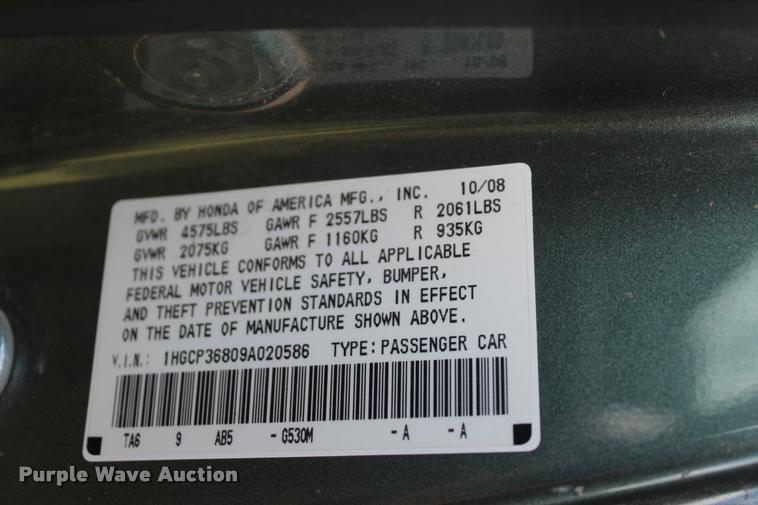 MFD. BY HONDA OF AMERICA MFG., INC. 10/08
GVWR 4575LBS GAWR F 2557LBS R 2061LBS
GVWR 2075KG GAWR F 1160KG R 935KG
THIS VEHICLE CONFORMS TO ALL APPLICABLE
FEDERAL MOTOR VEHICLE SAFETY, BUMPER,
AND THEFT PREVENTION STANDARDS IN EFFECT
ON THE DATE OF MANUFACTURE SHOWN ABOVE.
V.I.N.: 1HGCP36809A020586 TYPE: PASSENGER CAR
TA6 9 AB5 - G530M - A - A
Purple Wave Auction